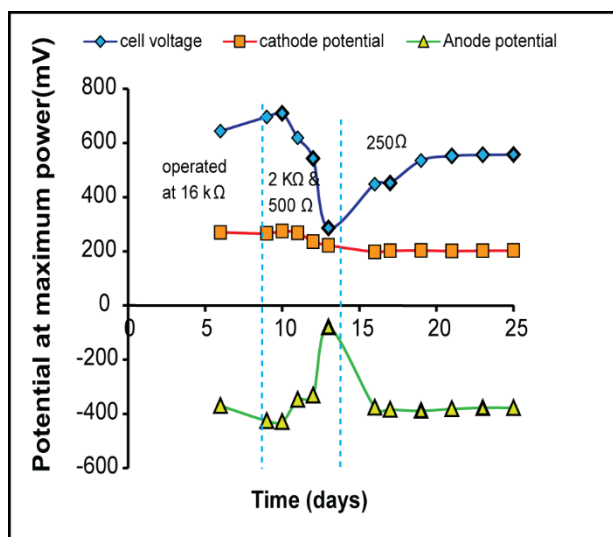 cell voltage cathode potential Anode potential
Potential at maximum power(mV)
800
600
400
200
0
-200
-400
-600
operated
at 16 kΩ
2 KΩ &
500 Ω
250Ω
0 5 10 15 20 25
Time (days)